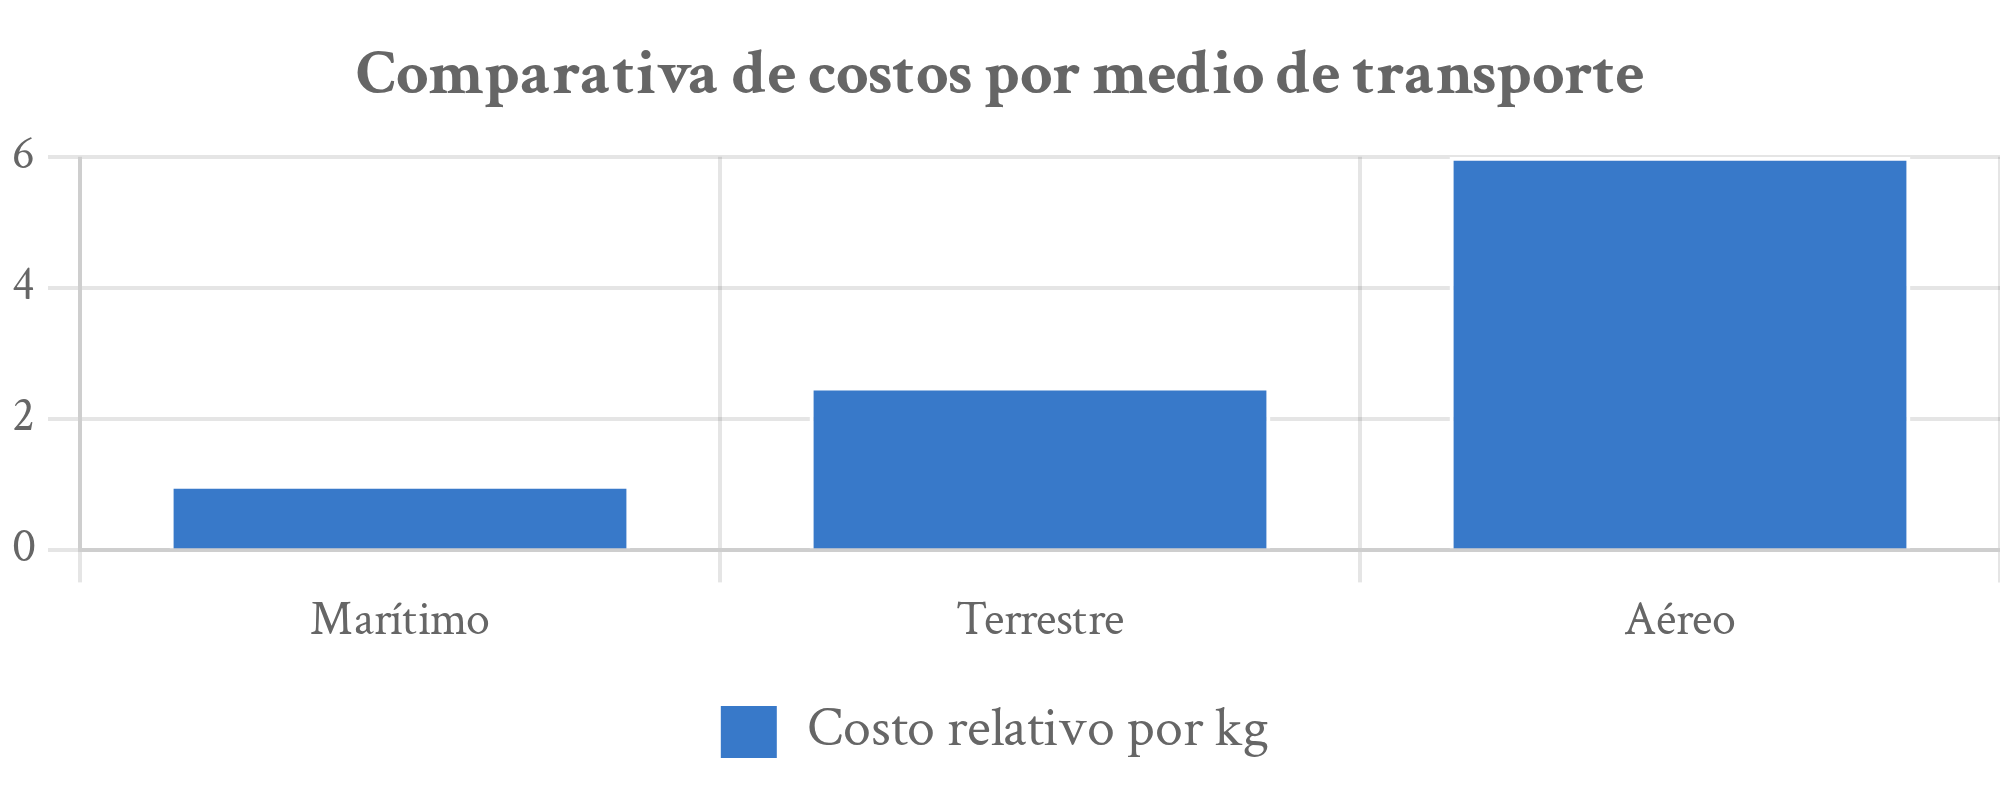 Comparativa de costos por medio de transporte
6
4
2
0
Marítimo Terrestre Aéreo
Costo relativo por kg